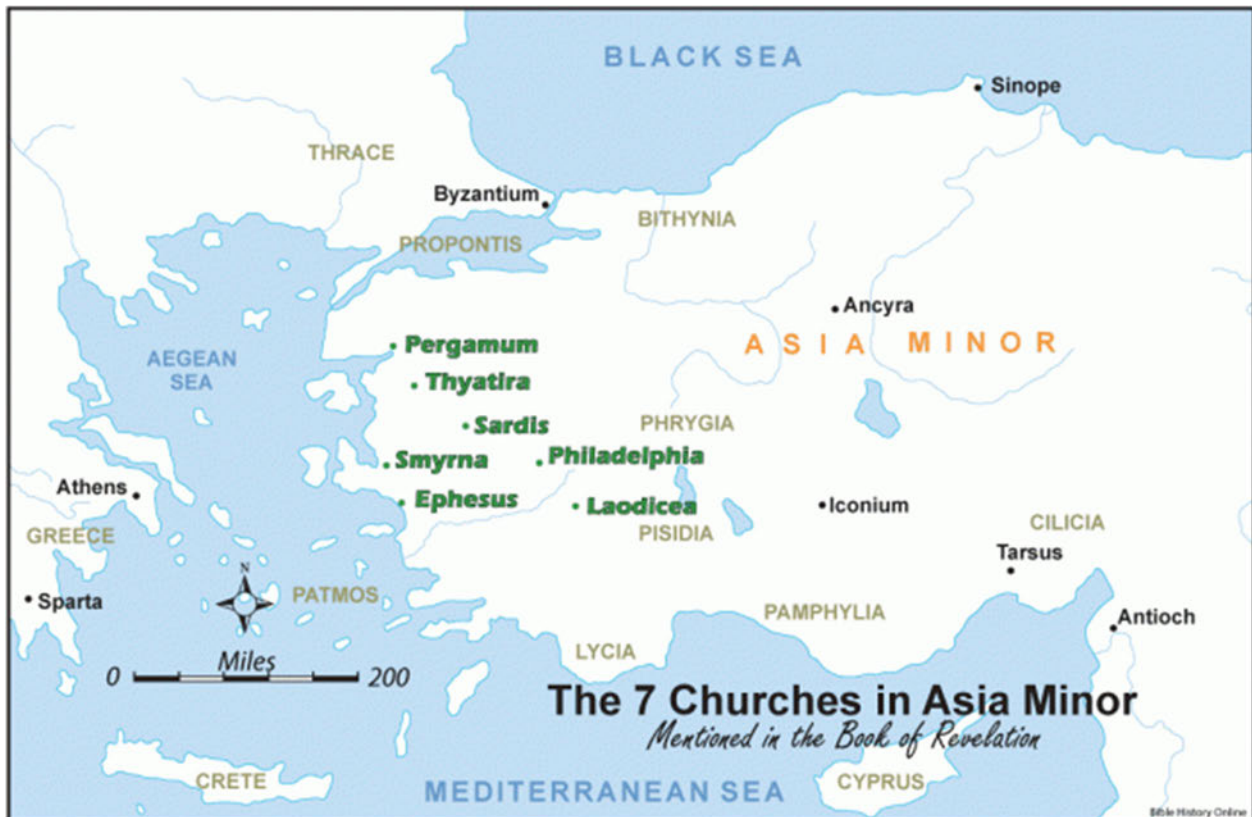 BLACK SEA
Sinope
THRACE
Byzantium
BITHYNIA
PROPONTIS
Ancyra
ASIA MINOR
Pergamum
AEGEAN
SEA
Thyatira
PHRYGIA
Sardis
Smyrna
Philadelphia
Athens
Ephesus
Laodicea
Iconium
GREECE
PISIDIA
CILICIA
Tarsus
N
PATMOS
Sparta
PAMPHYLIA
Antioch
LYCIA
Miles
0 200
The 7 Churches in Asia Minor
Mentioned in the Book of Revelation
CRETE
MEDITERRANEAN SEA
CYPRUS
Bible History Online